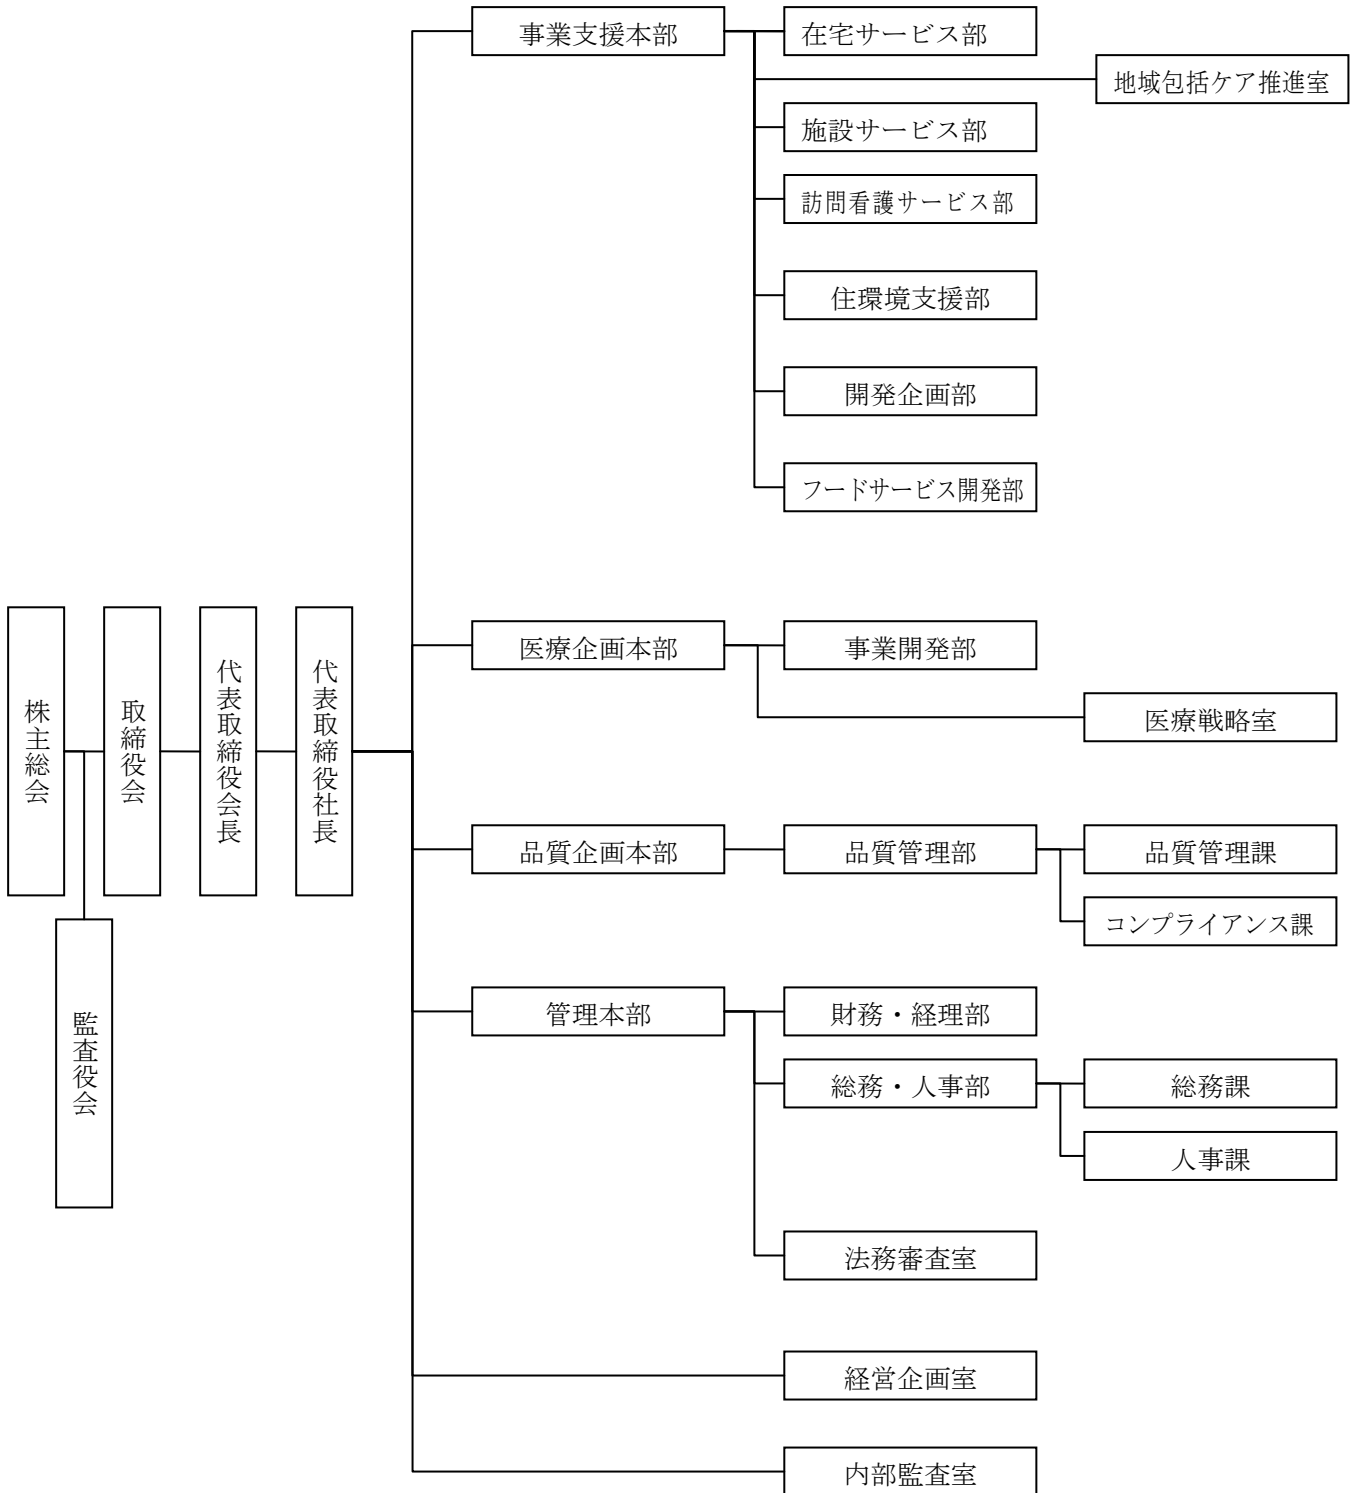 事業支援本部
在宅サービス部
地域包括ケア推進室
施設サービス部
訪問看護サービス部
住環境支援部
開発企画部
フードサービス開発部
株主総会
取締役会
代表取締役会長
代表取締役社長
監査役会
医療企画本部
事業開発部
医療戦略室
品質企画本部
品質管理部
品質管理課
コンプライアンス課
管理本部
財務・経理部
総務・人事部
総務課
人事課
法務審査室
経営企画室
内部監査室